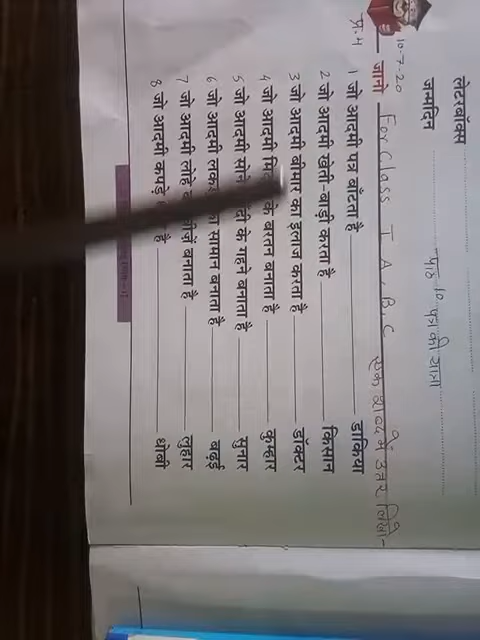 लेटरबॉक्स
जन्मदिन
पाठ 10 पत्र की यात्रा
10-7-20
जानो For Class I A, B, C एक शब्द में उत्तर लिखो-
प्र.4
1 जो आदमी पत्र बाँटता है डाकिया
2 जो आदमी खेती-बाड़ी करता है किसान
3 जो आदमी बीमार का इलाज करता है डॉक्टर
4 जो आदमी के बरतन बनाता है कुम्हार
5 जो आदमी के गहने बनाता है सुनार
6 जो आदमी का सामान बनाता है बढ़ई
7 जो आदमी लोहे चीज़ें बनाता है लुहार
8 जो आदमी कपड़े है धोबी